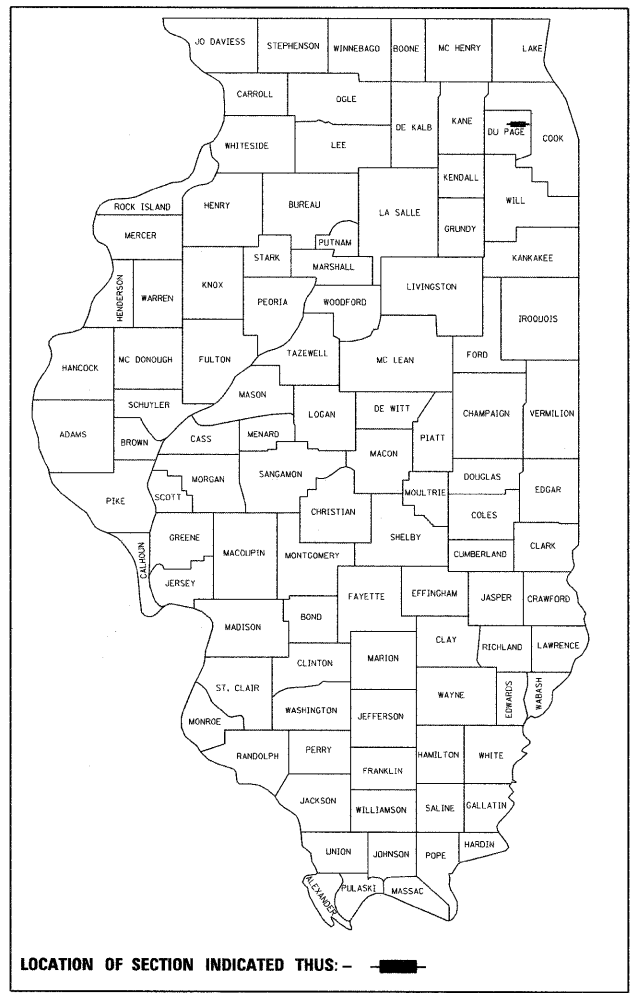 JO DAVIESS
STEPHENSON
WINNEBAGO
BOONE
MC HENRY
LAKE
CARROLL
OGLE
DE KALB
KANE
DU PAGE
COOK
WHITESIDE
LEE
KENDALL
ROCK ISLAND
HENRY
BUREAU
LA SALLE
WILL
MERCER
PUTNAM
GRUNDY
STARK
MARSHALL
KANKAKEE
HENDERSON
WARREN
KNOX
PEORIA
WOODFORD
LIVINGSTON
IROQUOIS
HANCOCK
MC DONOUGH
FULTON
TAZEWELL
MC LEAN
FORD
MASON
SCHUYLER
LOGAN
DE WITT
CHAMPAIGN
VERMILION
ADAMS
BROWN
CASS
MENARD
PIATT
MACON
SANGAMON
MORGAN
DOUGLAS
EDGAR
PIKE
SCOTT
MOULTRIE
CHRISTIAN
COLES
CALHOUN
GREENE
MACOUPIN
MONTGOMERY
SHELBY
CUMBERLAND
CLARK
JERSEY
FAYETTE
EFFINGHAM
JASPER
CRAWFORD
MADISON
BOND
CLAY
RICHLAND
LAWRENCE
CLINTON
MARION
ST. CLAIR
WAYNE
EDWARDS
WABASH
MONROE
WASHINGTON
JEFFERSON
RANDOLPH
PERRY
HAMILTON
WHITE
FRANKLIN
JACKSON
WILLIAMSON
SALINE
GALLATIN
UNION
JOHNSON
POPE
HARDIN
ALEXANDER
PULASKI
MASSAC
LOCATION OF SECTION INDICATED THUS: –